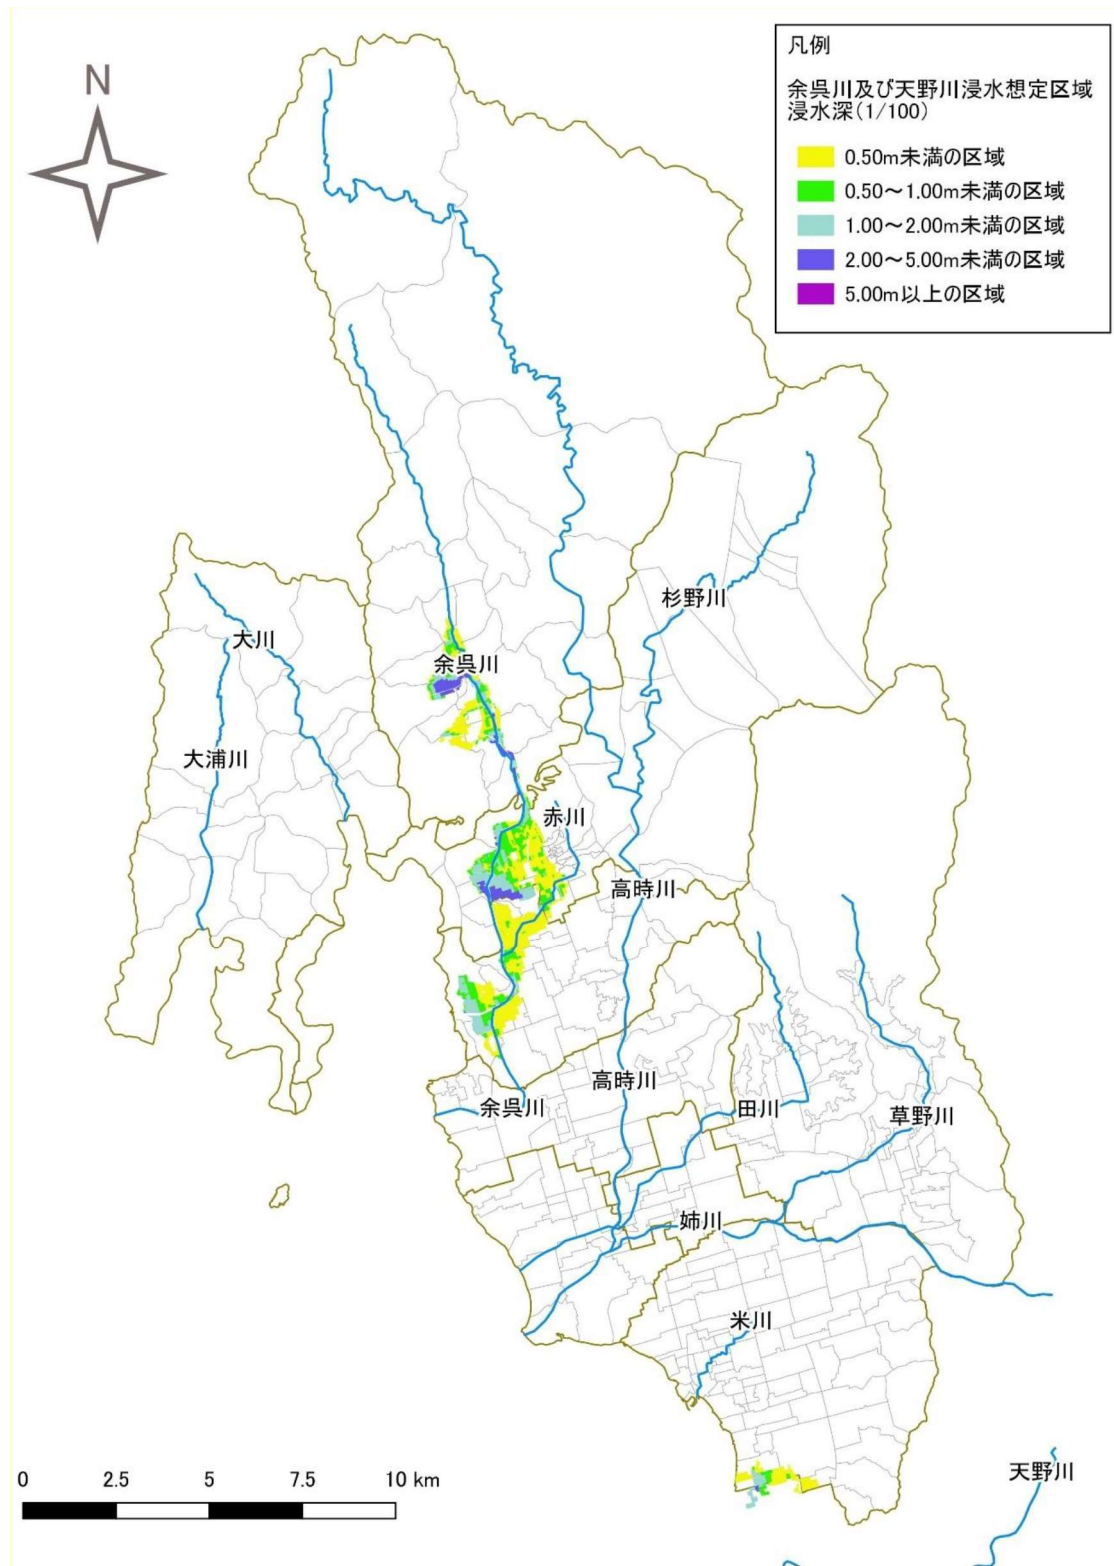 凡例
余呉川及び天野川浸水想定区域
浸水深(1/100)
0.50m未満の区域
0.50～1.00m未満の区域
1.00～2.00m未満の区域
2.00～5.00m未満の区域
5.00m以上の区域
N
杉野川
大川
余呉川
大浦川
赤川
高時川
高時川
余呉川
田川
草野川
姉川
米川
天野川
0 2.5 5 7.5 10 km